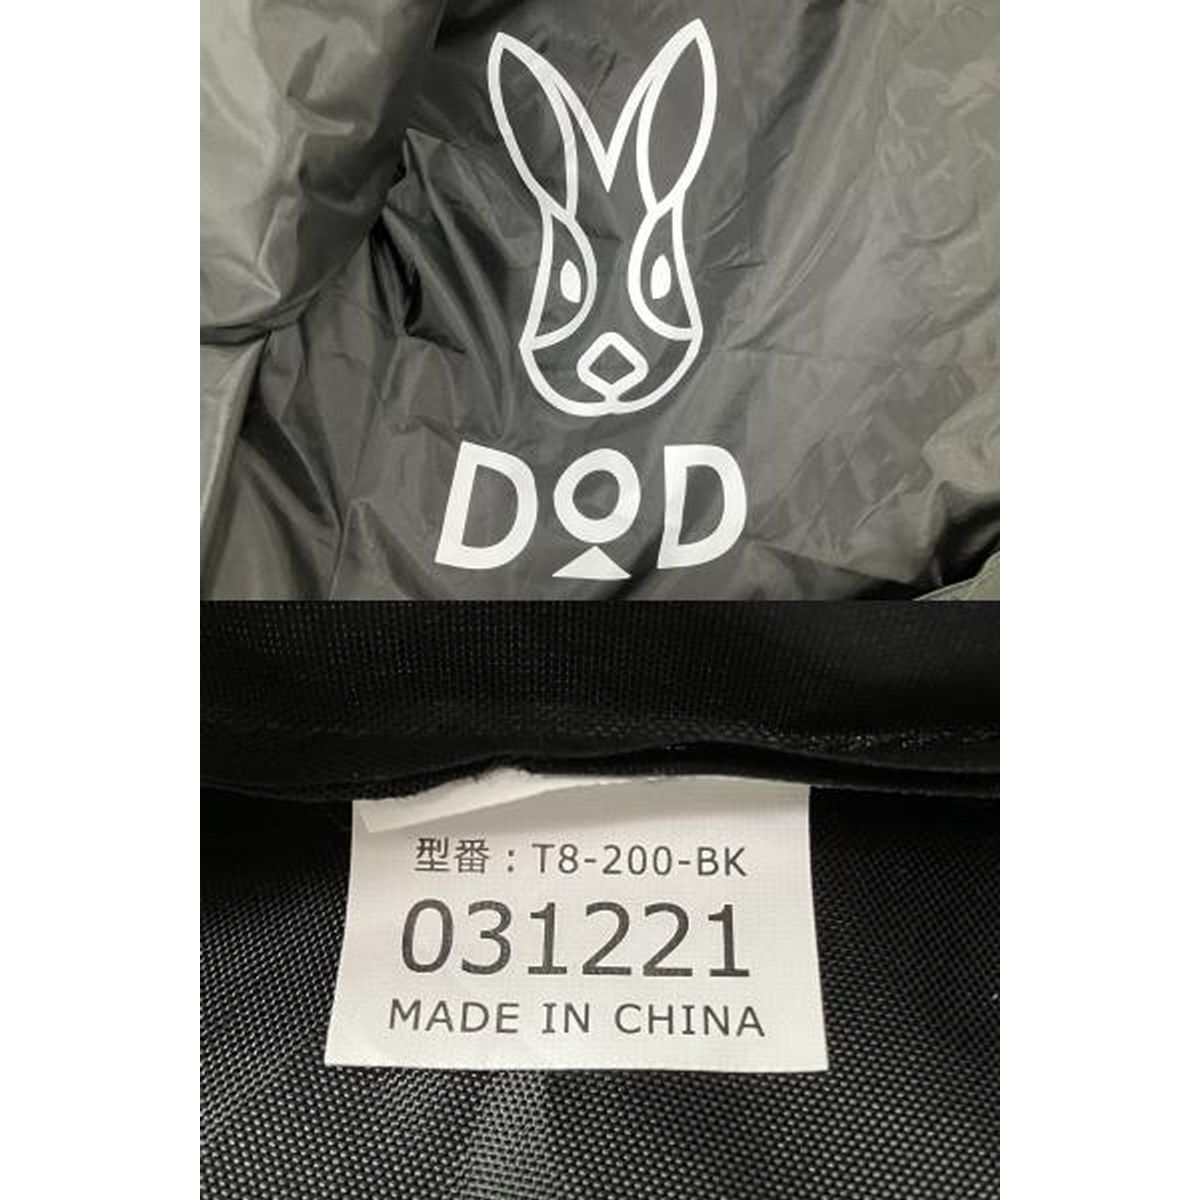 DOD
型番：T8-200-BK
031221
MADE IN CHINA